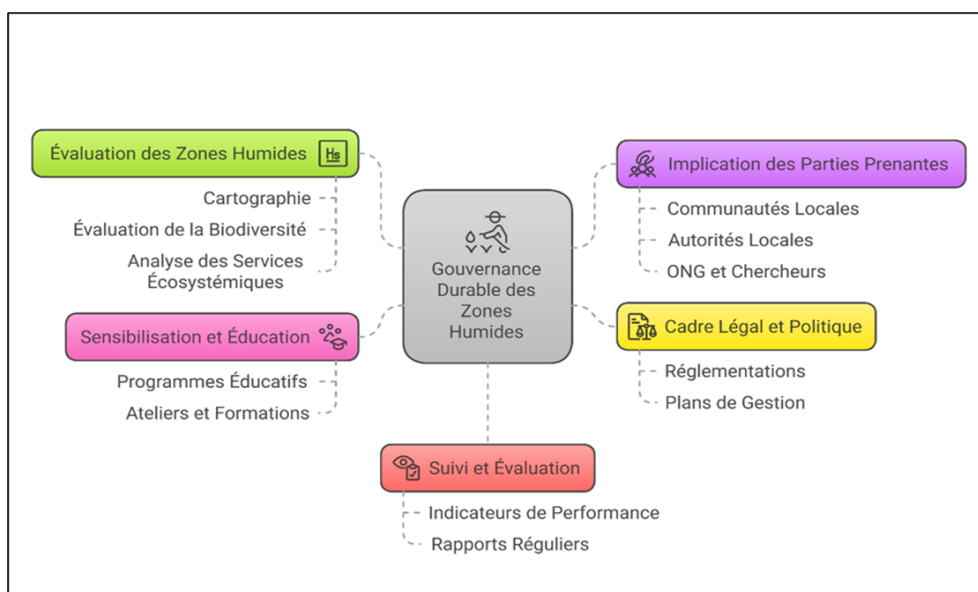 Évaluation des Zones Humides
Hs
Cartographie
Évaluation de la Biodiversité
Analyse des Services
Écosystémiques
Sensibilisation et Éducation
Programmes Éducatifs
Ateliers et Formations
Gouvernance
Durable des
Zones
Humides
Implication des Parties Prenantes
Communautés Locales
Autorités Locales
ONG et Chercheurs
Cadre Légal et Politique
Réglementations
Plans de Gestion
Suivi et Évaluation
Indicateurs de Performance
Rapports Réguliers